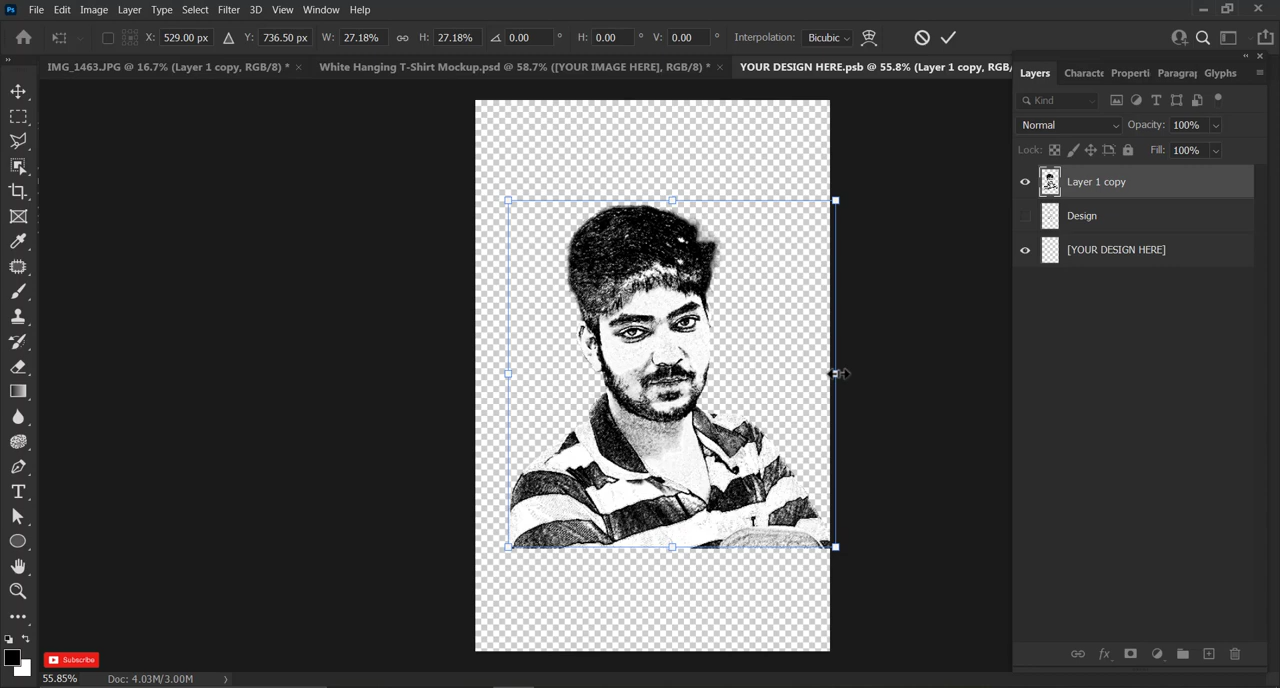 Ps File Edit Image Layer Type Select Filter 3D View Window Help
X: 529.00 px Y: 736.50 px W: 27.18% H: 27.18% 0.00 ° H: 0.00 ° V: 0.00 ° Interpolation: Bicubic
IMG_1463.JPG @ 16.7% (Layer 1 copy, RGB/8) * × White Hanging T-Shirt Mockup.psd @ 58.7% ([YOUR IMAGE HERE], RGB/8) * × YOUR DESIGN HERE.psb @ 55.8% (Layer 1 copy, RGB/
Layers Characte Properti Paragrap Glyphs
Kind
Normal Opacity: 100%
Lock: Fill: 100%
Layer 1 copy
Design
[YOUR DESIGN HERE]
Subscribe
55.85% Doc: 4.03M/3.00M